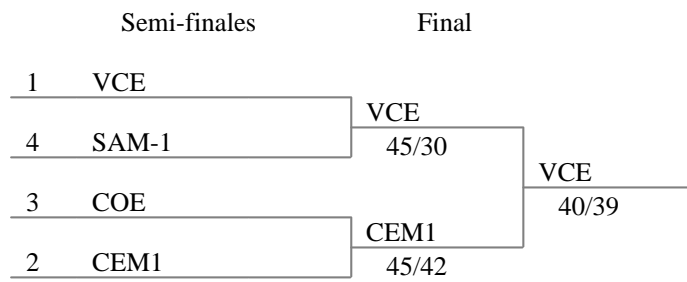 Semi-finales Final
1 VCE
VCE
4 SAM-1
45/30
VCE
3 COE
40/39
CEM1
2 CEM1
45/42